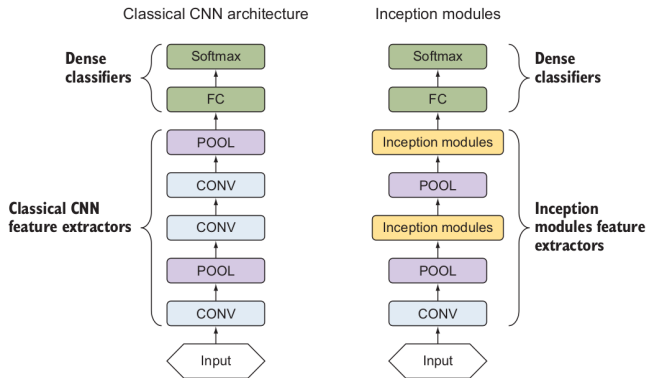 Classical CNN architecture
Dense
classifiers
Softmax
FC
POOL
CONV
CONV
POOL
CONV
Input
Classical CNN
feature extractors
Inception modules
Softmax
FC
Inception modules
POOL
Inception modules
POOL
CONV
Input
Dense
classifiers
Inception
modules feature
extractors